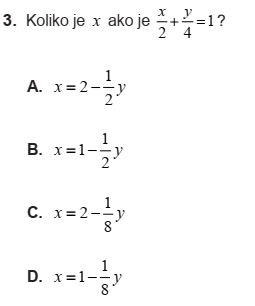 3. Koliko je x ako je x/2 + y/4 = 1?
A. x = 2 − 1/2 y
B. x = 1 − 1/2 y
C. x = 2 − 1/8 y
D. x = 1 − 1/8 y